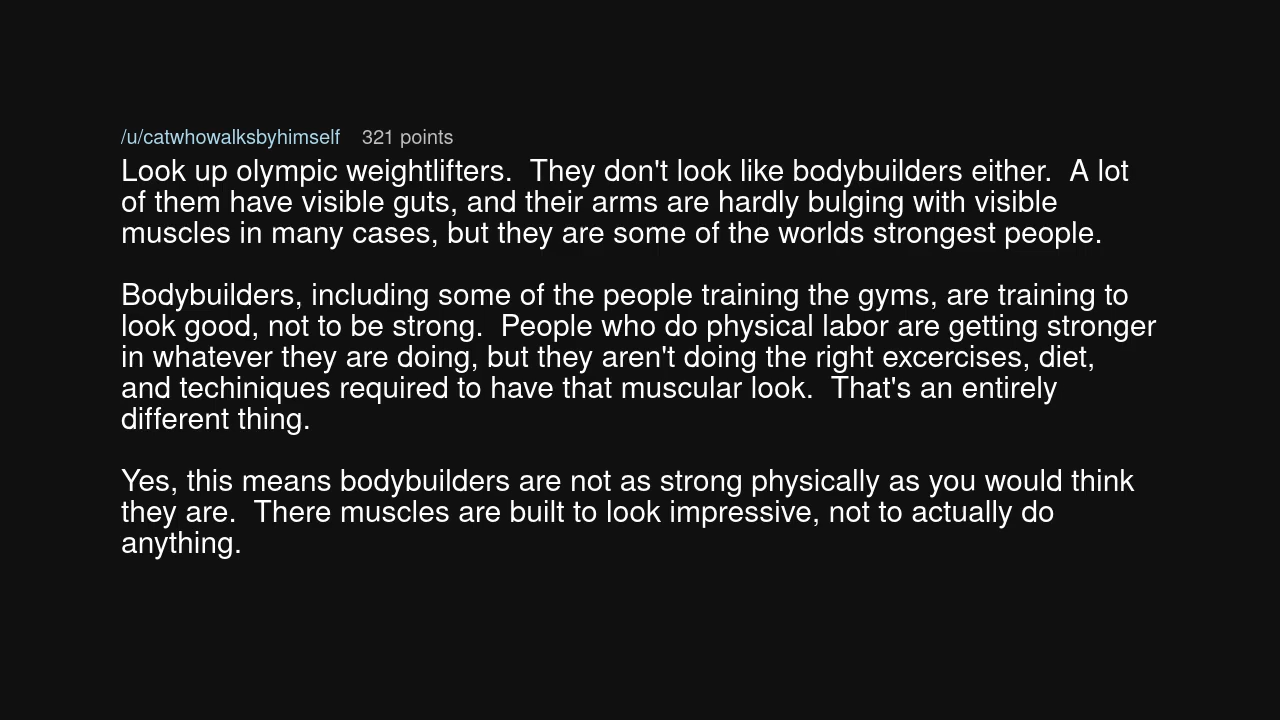 /u/catwhowalksbyhimself 321 points
Look up olympic weightlifters.  They don't look like bodybuilders either.  A lot
of them have visible guts, and their arms are hardly bulging with visible
muscles in many cases, but they are some of the worlds strongest people.
Bodybuilders, including some of the people training the gyms, are training to
look good, not to be strong.  People who do physical labor are getting stronger
in whatever they are doing, but they aren't doing the right excercises, diet,
and techiniques required to have that muscular look.  That's an entirely
different thing.
Yes, this means bodybuilders are not as strong physically as you would think
they are.  There muscles are built to look impressive, not to actually do
anything.